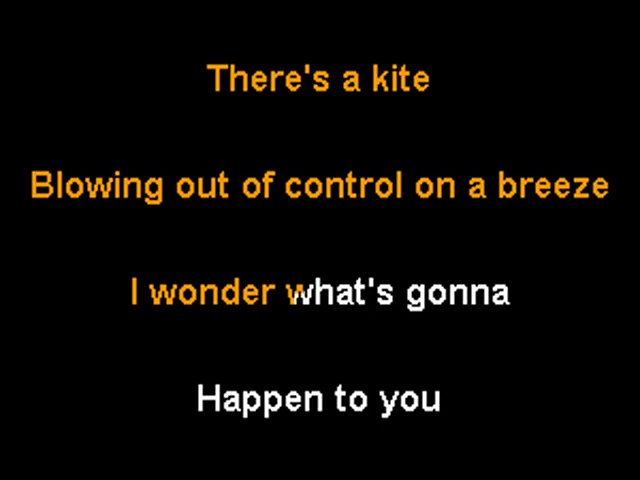 There's a kite
Blowing out of control on a breeze
I wonder what's gonna
Happen to you